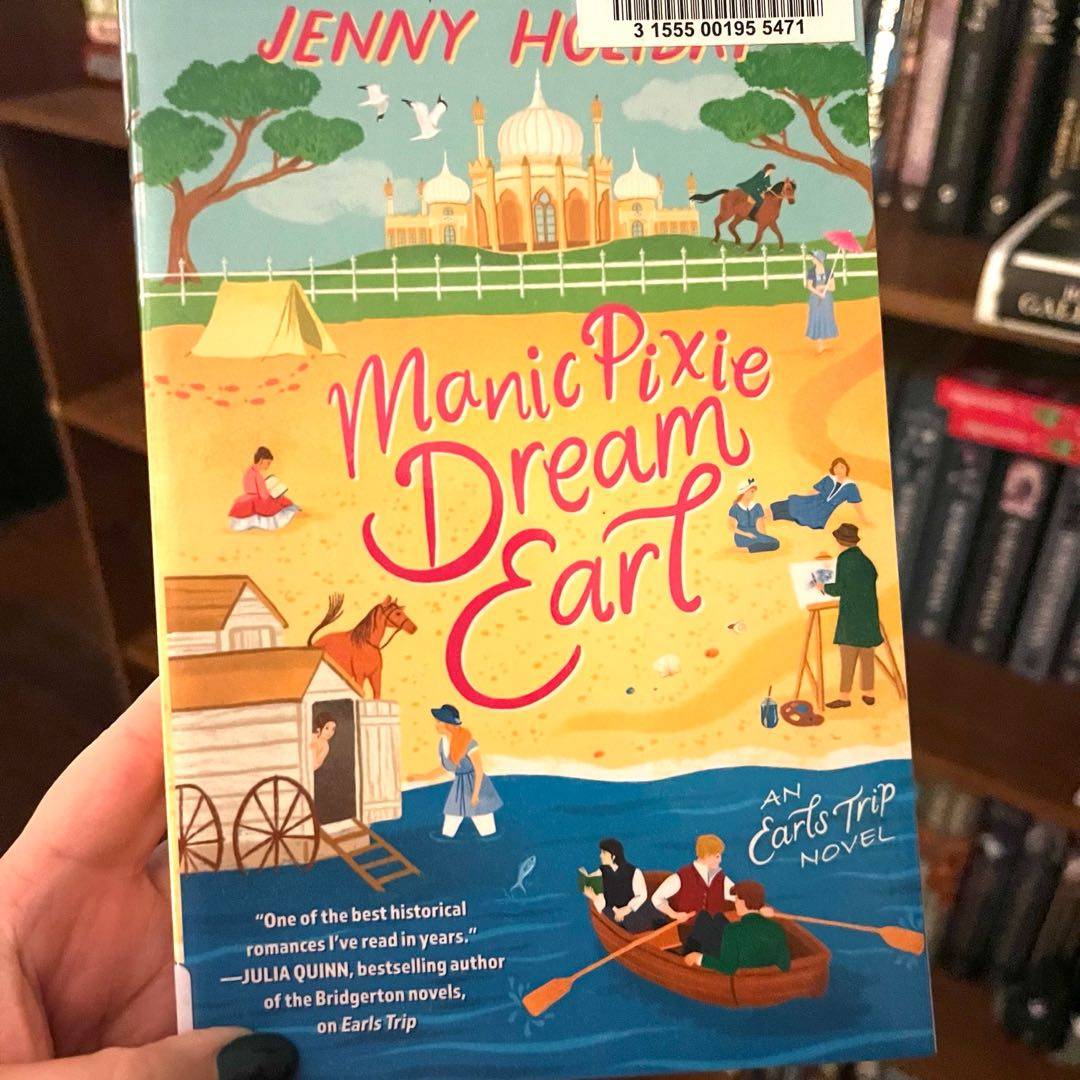 3 1555 00195 5471
JENNY HOLIDAY
Manic Pixie
Dream
Earl
AN
Earls Trip
NOVEL
"One of the best historical
romances I've read in years."
—JULIA QUINN, bestselling author
of the Bridgerton novels,
on Earls Trip